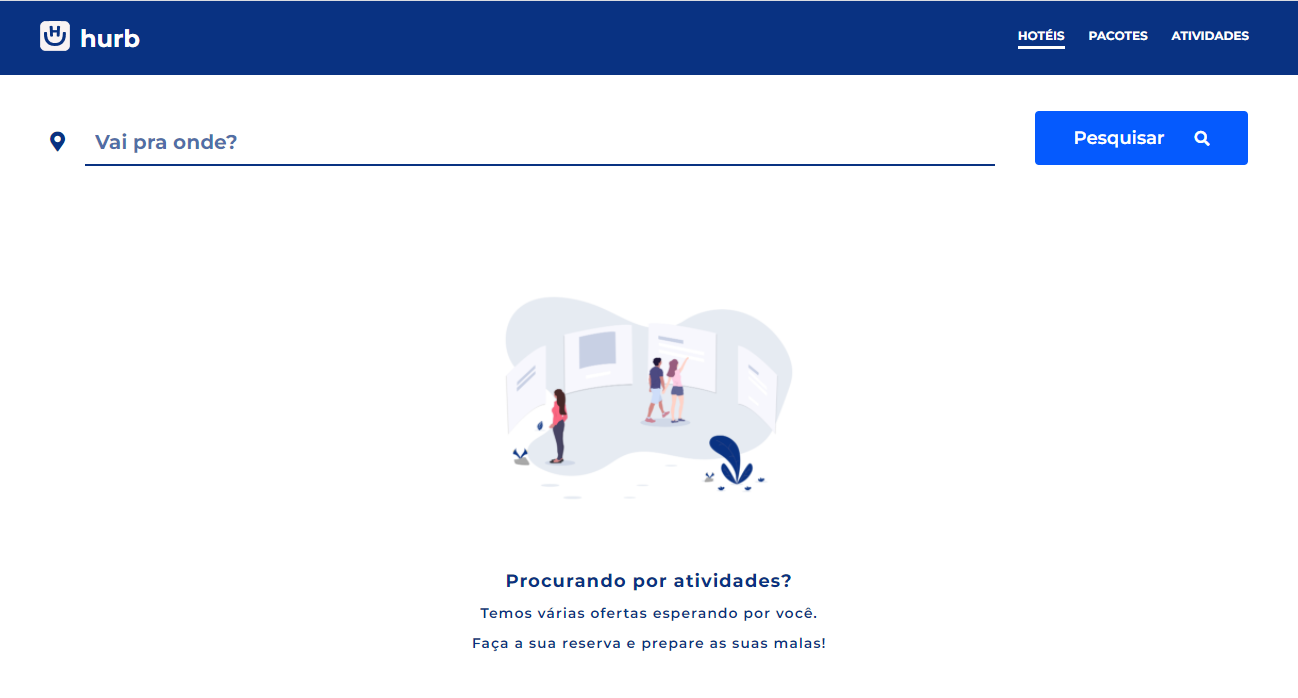 hurb
HOTÉIS PACOTES ATIVIDADES
Vai pra onde?
Pesquisar
Procurando por atividades?
Temos várias ofertas esperando por você.
Faça a sua reserva e prepare as suas malas!